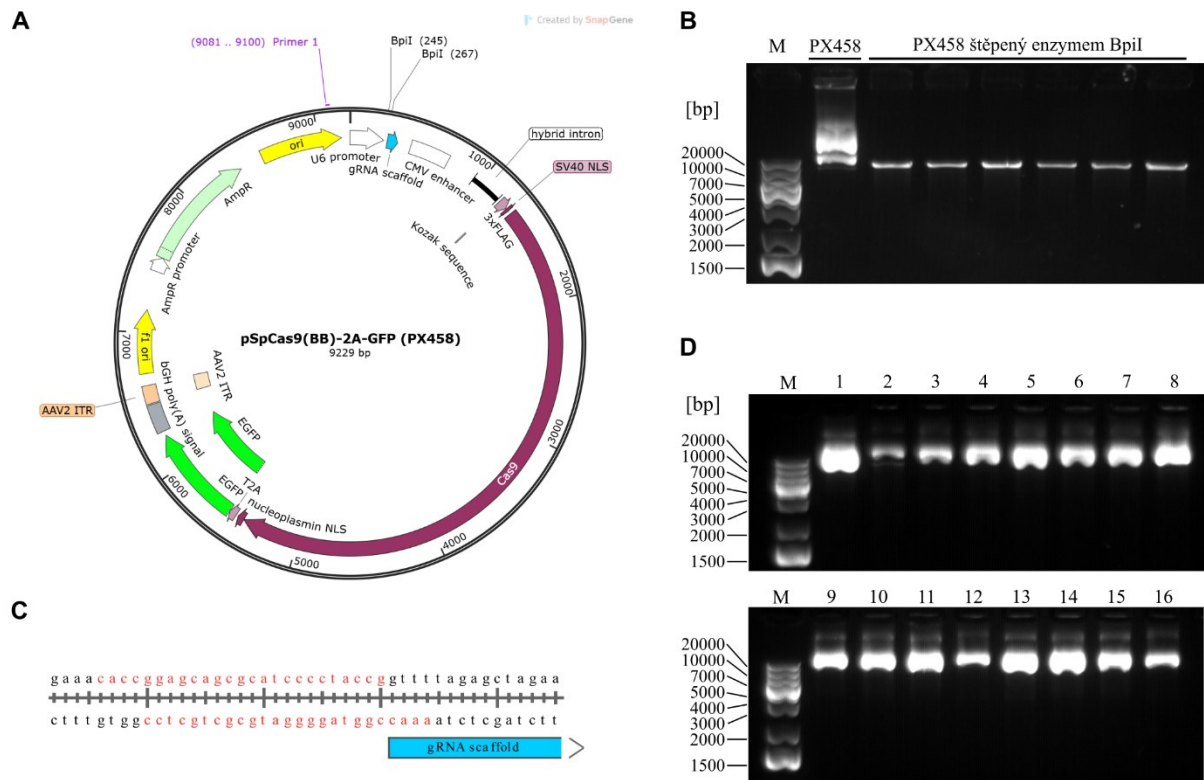 A
Created by SnapGene
(9081 .. 9100) Primer 1
BpiI (245)
BpiI (267)
9000
ori
U6 promoter
gRNA scaffold
CMV enhancer
1000
hybrid intron
SV40 NLS
3xFLAG
Kozak sequence
8000
AmpR
AmpR promoter
2000
7000
f1 ori
pSpCas9(BB)-2A-GFP (PX458)
9229 bp
AAV2 ITR
AAV2 ITR
bGH poly(A) signal
EGFP
3000
6000
EGFP
T2A
nucleoplasmin NLS
Cas9
5000
4000
B
M PX458 PX458 štěpený enzymem BpiI
[bp]
20000
10000
7000
5000
4000
3000
2000
1500
C
gaaacaccggagcagcgcatcccctaccggttttagagctagaa
ctttgtggcctcgtcgcgtaggggatggccaaaatctcgatctt
gRNA scaffold
D
M 1 2 3 4 5 6 7 8
[bp]
20000
10000
7000
5000
4000
3000
2000
1500
M 9 10 11 12 13 14 15 16
20000
10000
7000
5000
4000
3000
2000
1500